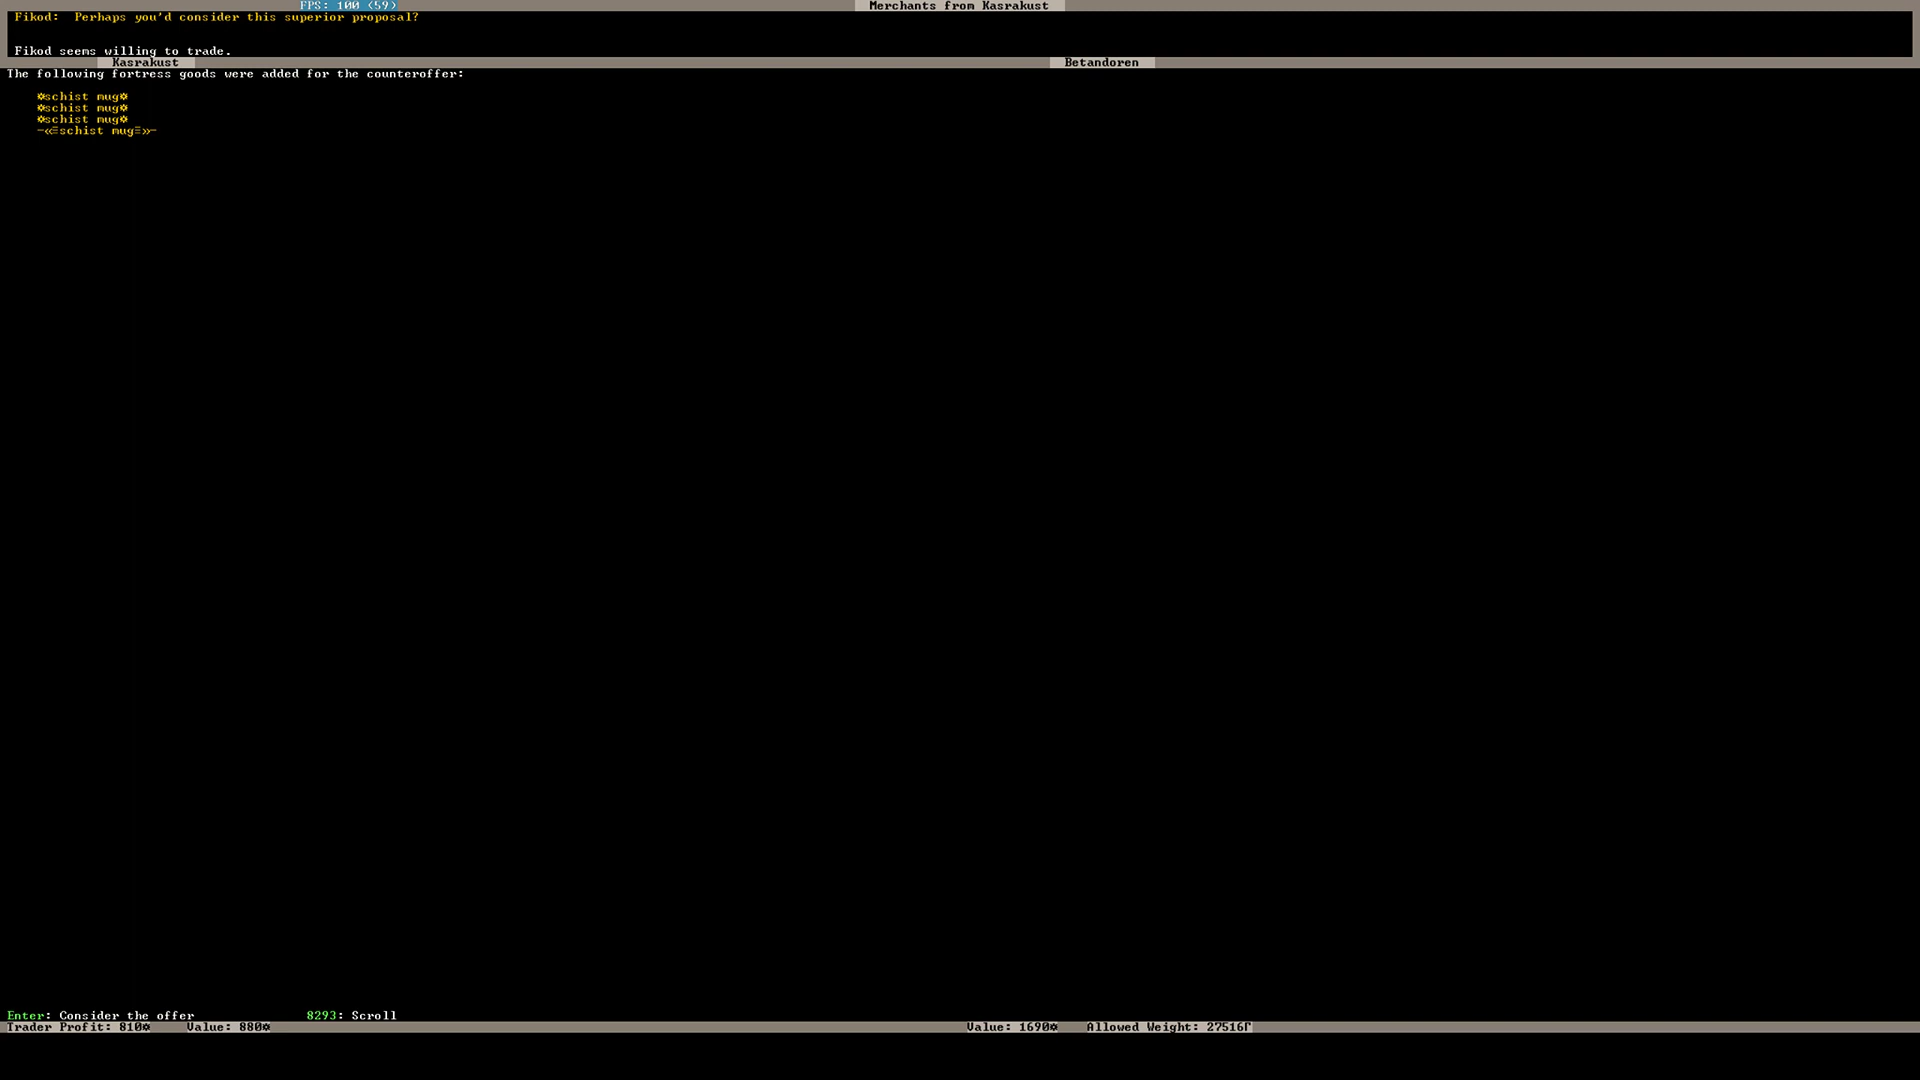 FPS: 100 (59)
Merchants from Kasrakust
Fikod:  Perhaps you'd consider this superior proposal?
Fikod seems willing to trade.
Kasrakust
Betandoren
The following fortress goods were added for the counteroffer:
☼schist mug☼
☼schist mug☼
☼schist mug☼
-«≡schist mug≡»-
Enter: Consider the offer
8293: Scroll
Trader Profit: 810☼
Value: 880☼
Value: 1690☼
Allowed Weight: 27516Γ